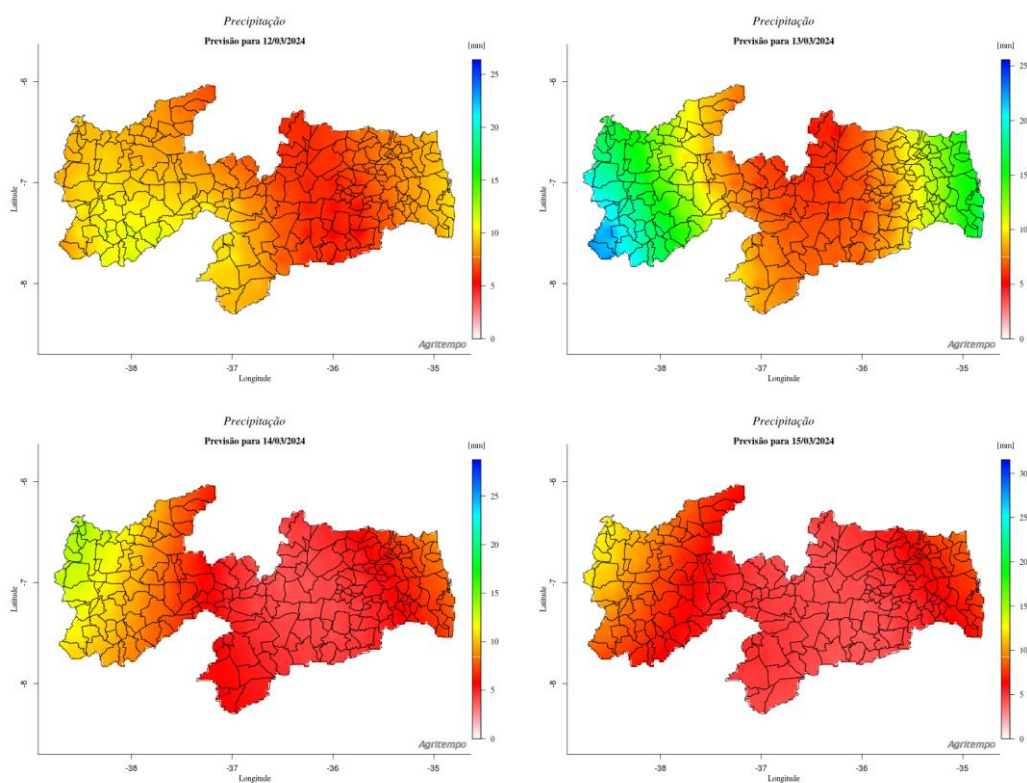 Precipitação
Previsão para 12/03/2024
[mm]
25
20
15
10
5
0
-6
-7
-8
Latitude
-38
-37
-36
-35
Longitude
Agritempo
Precipitação
Previsão para 13/03/2024
[mm]
25
20
15
10
5
0
-6
-7
-8
Latitude
-38
-37
-36
-35
Longitude
Agritempo
Precipitação
Previsão para 14/03/2024
[mm]
25
20
15
10
5
0
-6
-7
-8
Latitude
-38
-37
-36
-35
Longitude
Agritempo
Precipitação
Previsão para 15/03/2024
[mm]
30
25
20
15
10
5
0
-6
-7
-8
Latitude
-38
-37
-36
-35
Longitude
Agritempo